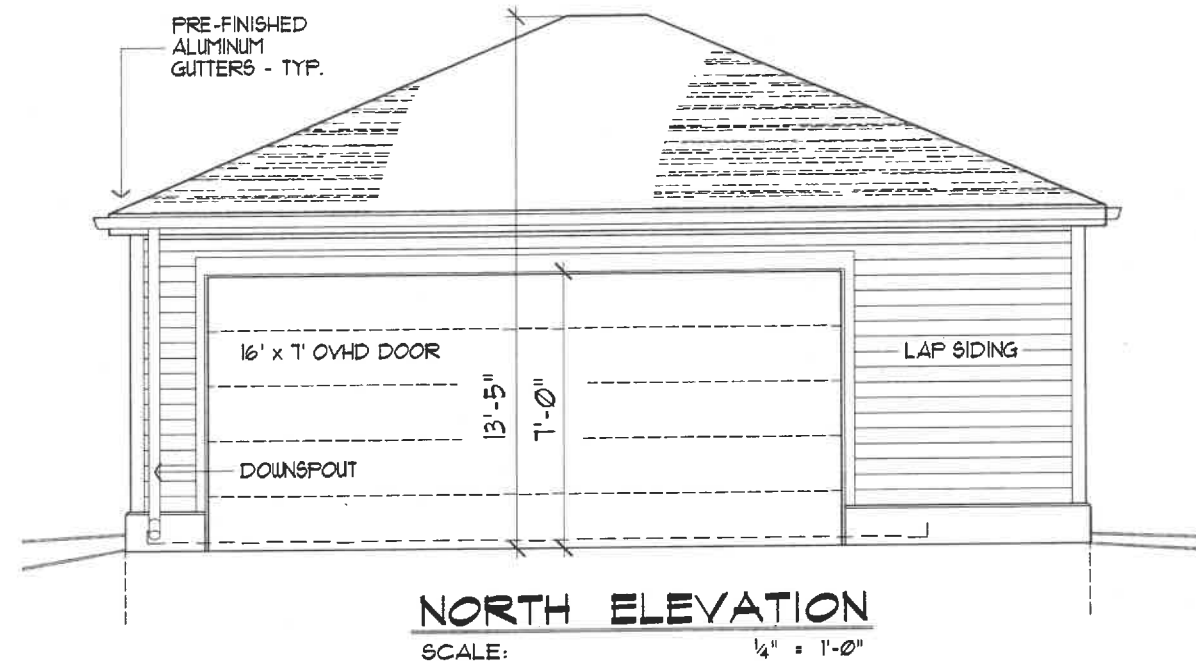 PRE-FINISHED
ALUMINUM
GUTTERS - TYP.
16' x 7' OVHD DOOR
LAP SIDING
13'-5"
7'-0"
DOWNSPOUT
NORTH ELEVATION
SCALE: 1/4" = 1'-0"